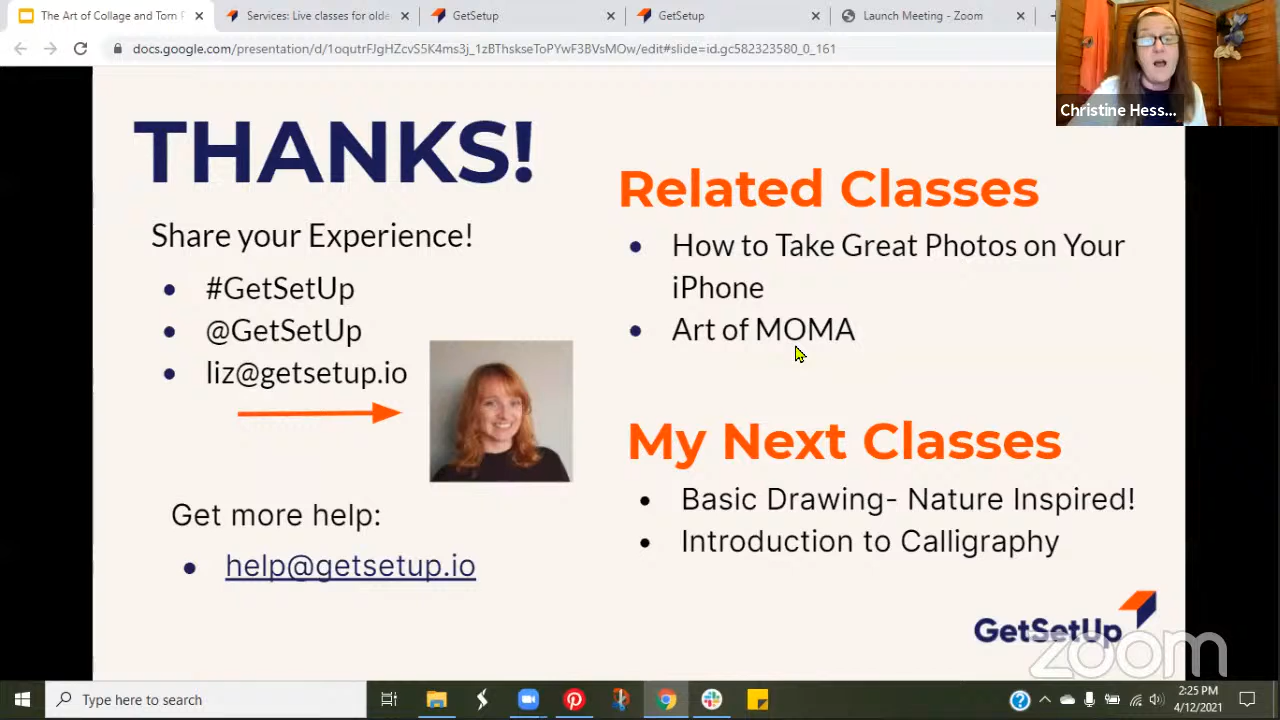 The Art of Collage and Torn P
Services: Live classes for olde
GetSetup
GetSetup
Launch Meeting - Zoom
docs.google.com/presentation/d/1oqutrFJgHZcvS5K4ms3j_1zBThskseToPYwF3BVsMOw/edit#slide=id.gc582323580_0_161
Christine Hess...
THANKS!
Share your Experience!
#GetSetUp
@GetSetUp
liz@getsetup.io
Get more help:
help@getsetup.io
Related Classes
How to Take Great Photos on Your
iPhone
Art of MOMA
My Next Classes
Basic Drawing- Nature Inspired!
Introduction to Calligraphy
GetSetUp
zoom
Type here to search
2:25 PM
4/12/2021